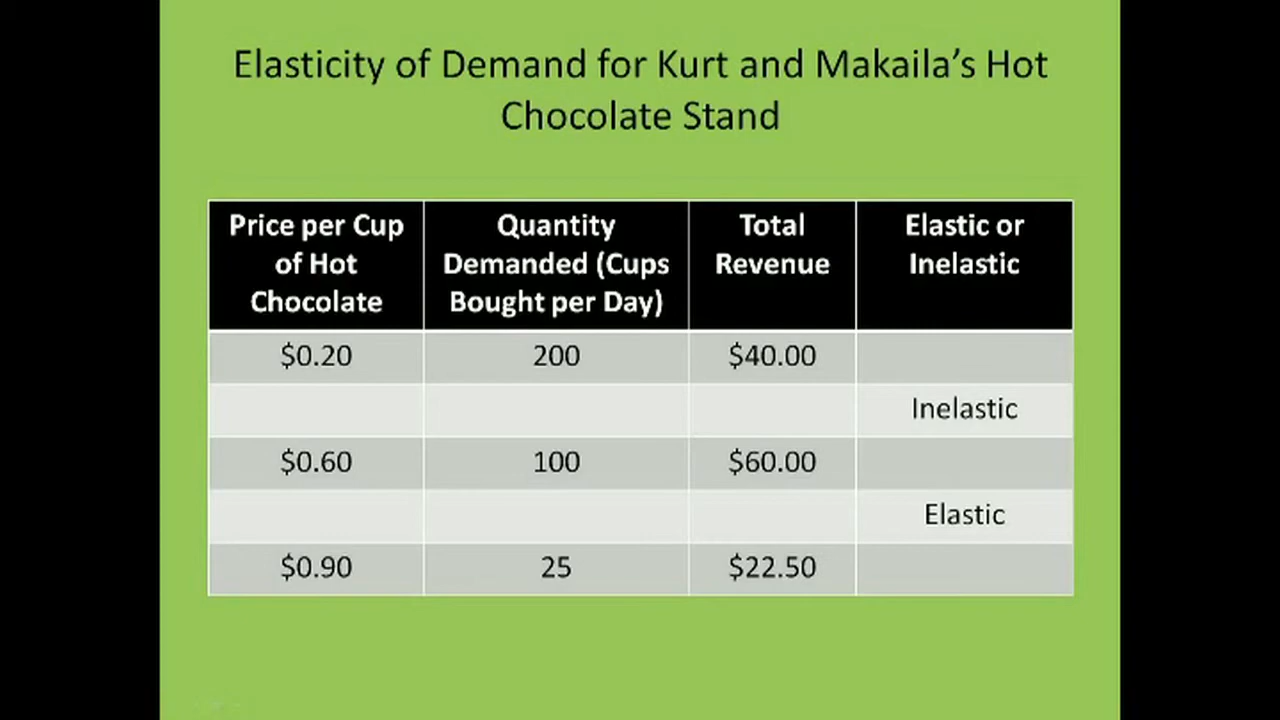 Elasticity of Demand for Kurt and Makaila’s Hot
Chocolate Stand
Price per Cup of Hot Chocolate Quantity Demanded (Cups Bought per Day) Total Revenue Elastic or Inelastic
$0.20 200 $40.00
Inelastic
$0.60 100 $60.00
Elastic
$0.90 25 $22.50